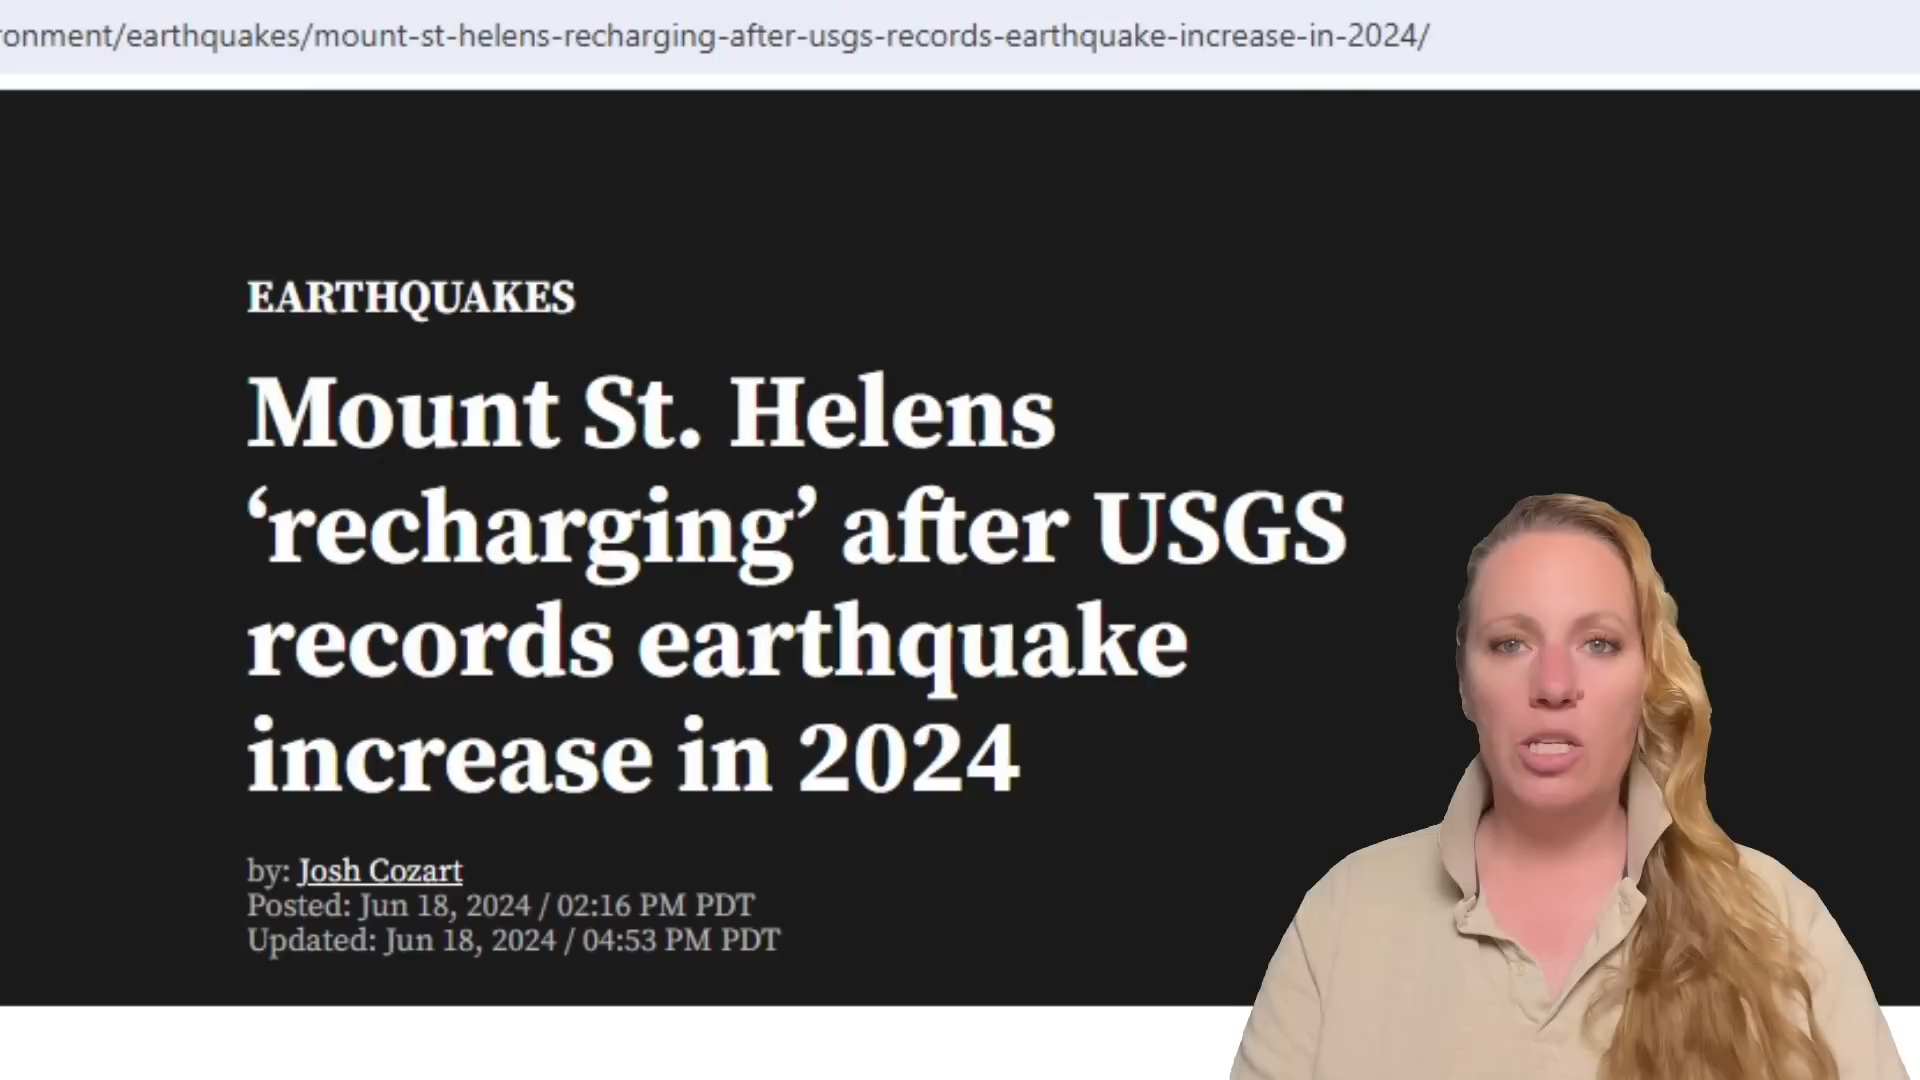 ronment/earthquakes/mount-st-helens-recharging-after-usgs-records-earthquake-increase-in-2024/
EARTHQUAKES
Mount St. Helens
‘recharging’ after USGS
records earthquake
increase in 2024
by: Josh Cozart
Posted: Jun 18, 2024 / 02:16 PM PDT
Updated: Jun 18, 2024 / 04:53 PM PDT